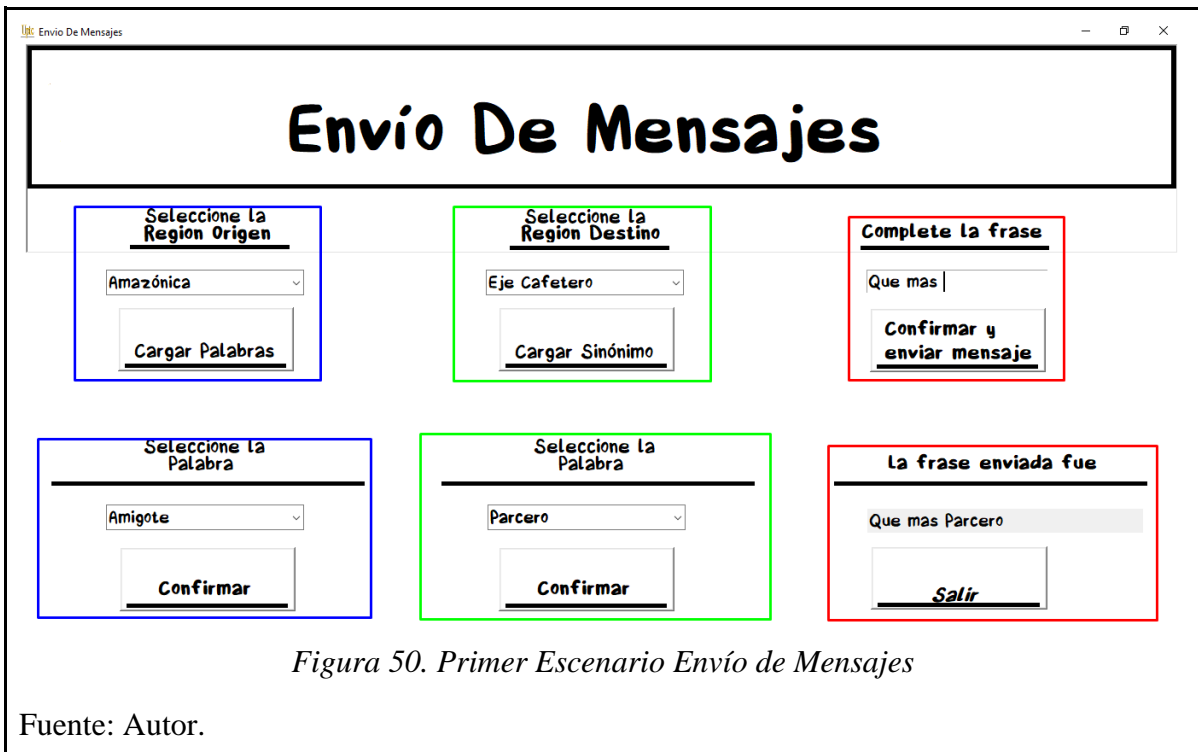 Envio De Mensajes
Envío De Mensajes
Seleccione la
Region Origen
Amazónica
Cargar Palabras
Seleccione la
Region Destino
Eje Cafetero
Cargar Sinónimo
Complete la frase
Que mas
Confirmar y
enviar mensaje
Seleccione la
Palabra
Amigote
Confirmar
Seleccione la
Palabra
Parcero
Confirmar
La frase enviada fue
Que mas Parcero
Salir
Figura 50. Primer Escenario Envío de Mensajes
Fuente: Autor.